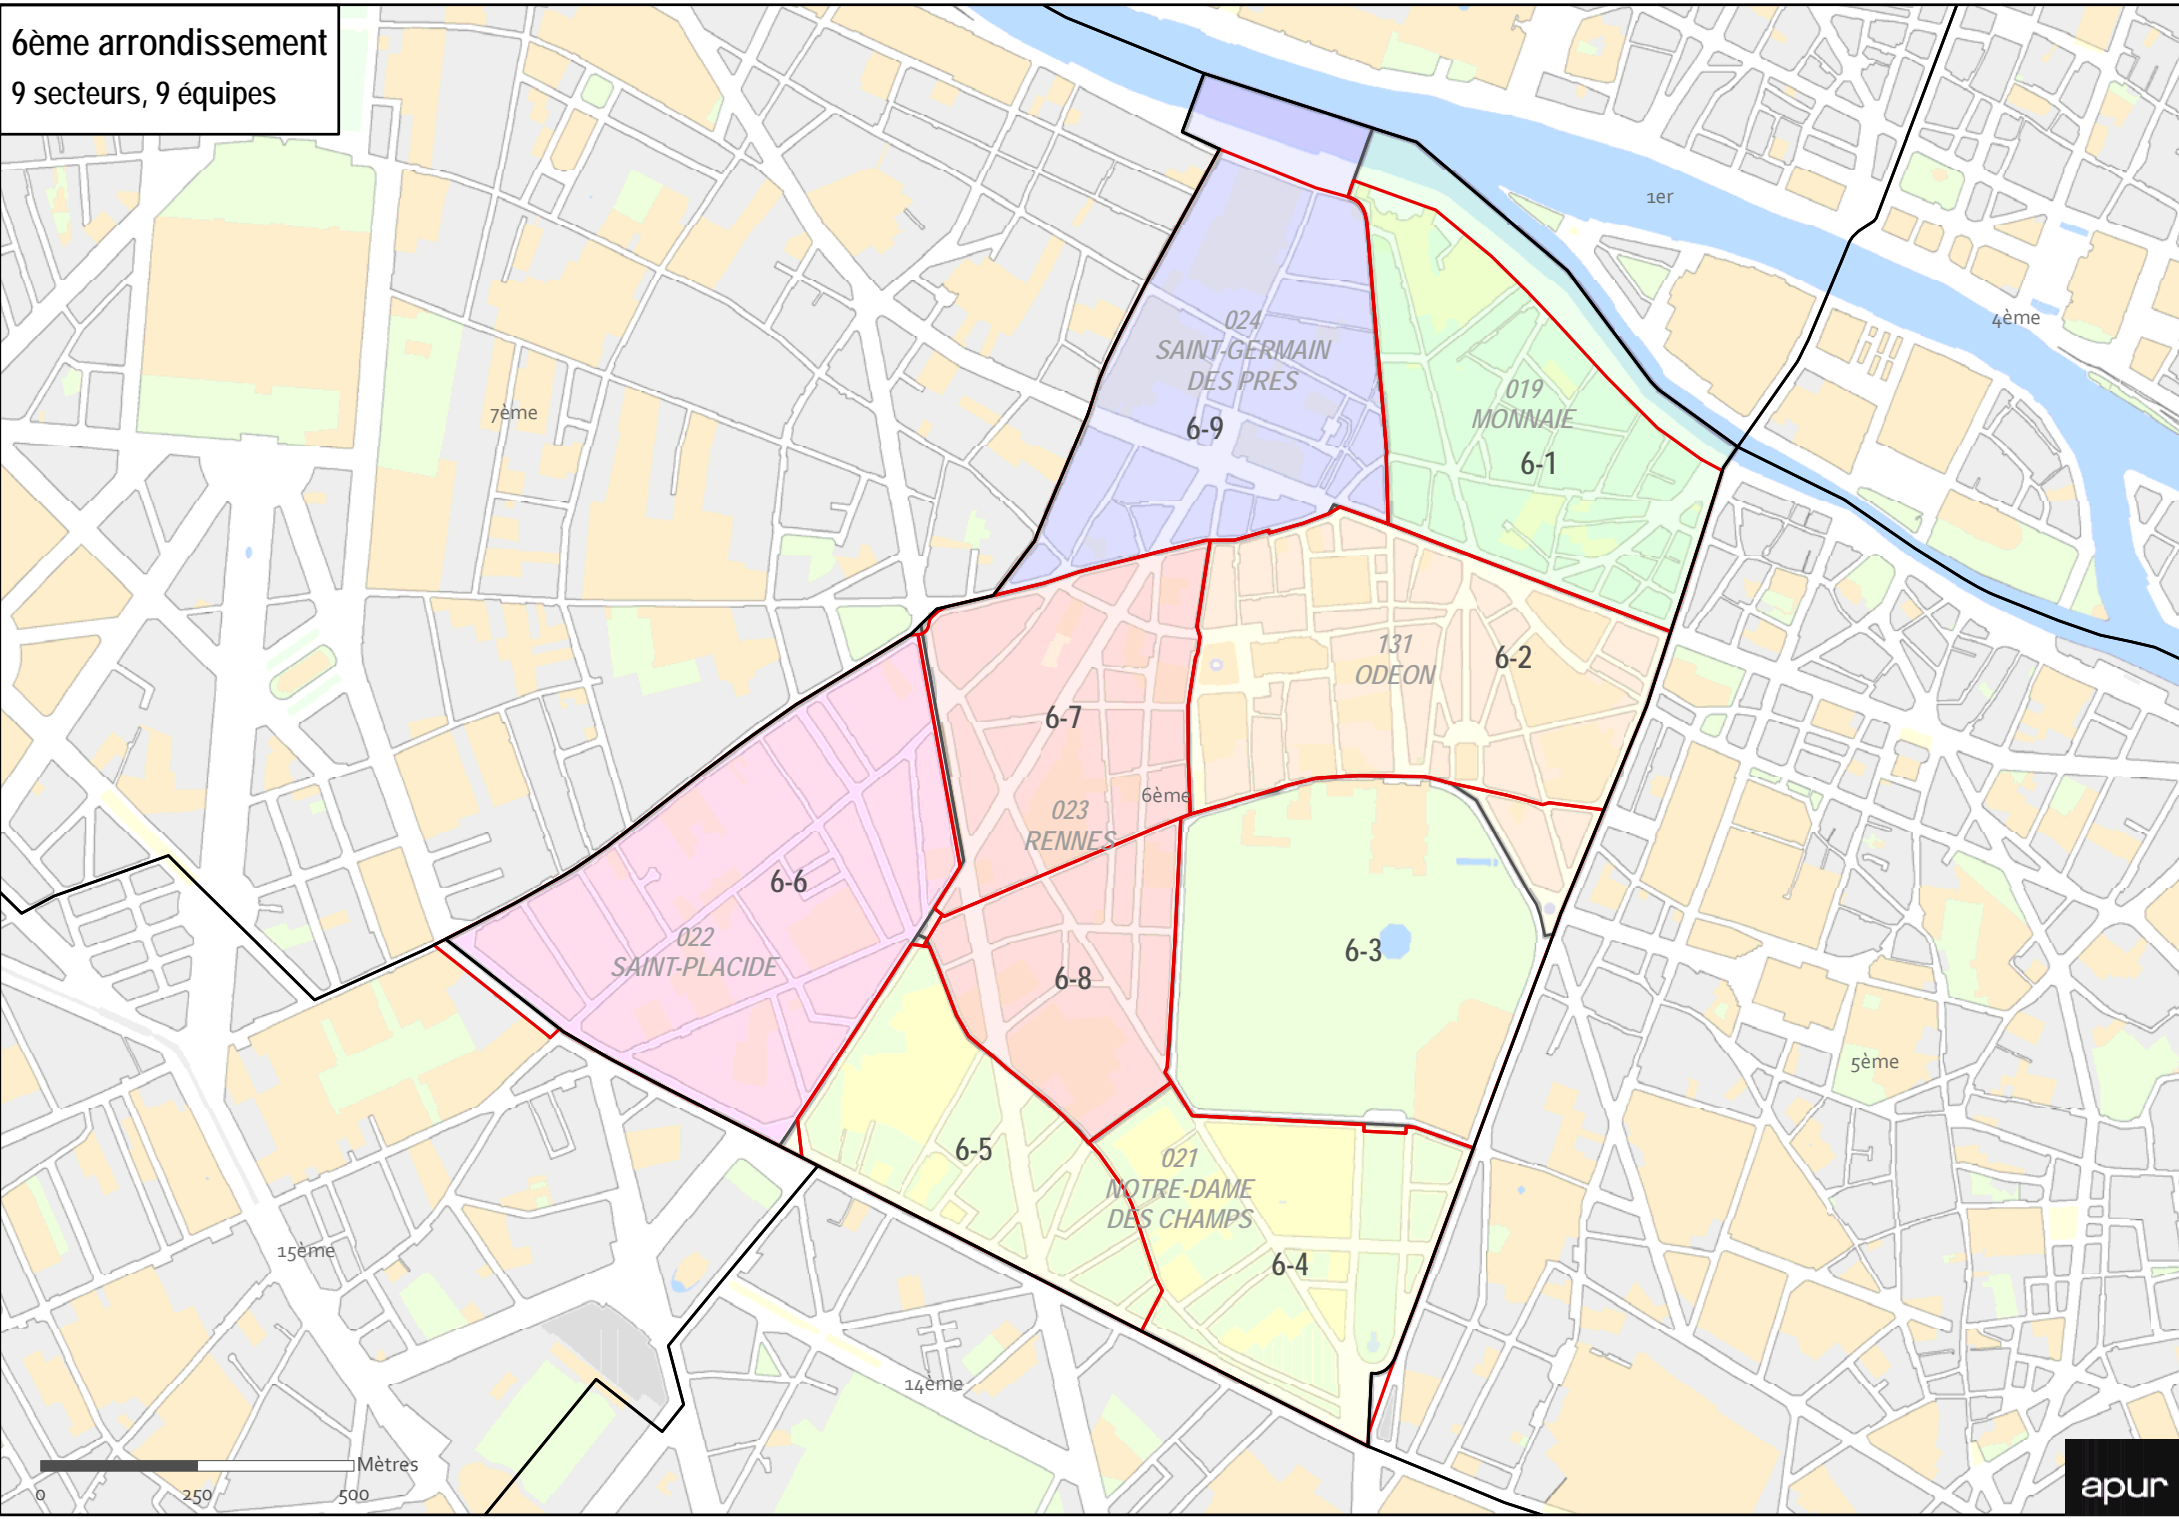 6ème arrondissement
9 secteurs, 9 équipes
1er
4ème
024
SAINT-GERMAIN
DES PRES
6-9
019
MONNAIE
6-1
7ème
131
ODEON
6-2
6-7
6ème
023
RENNES
6-6
022
SAINT-PLACIDE
6-8
6-3
5ème
6-5
021
NOTRE-DAME
DES CHAMPS
6-4
15ème
14ème
Mètres
0 250 500
apur